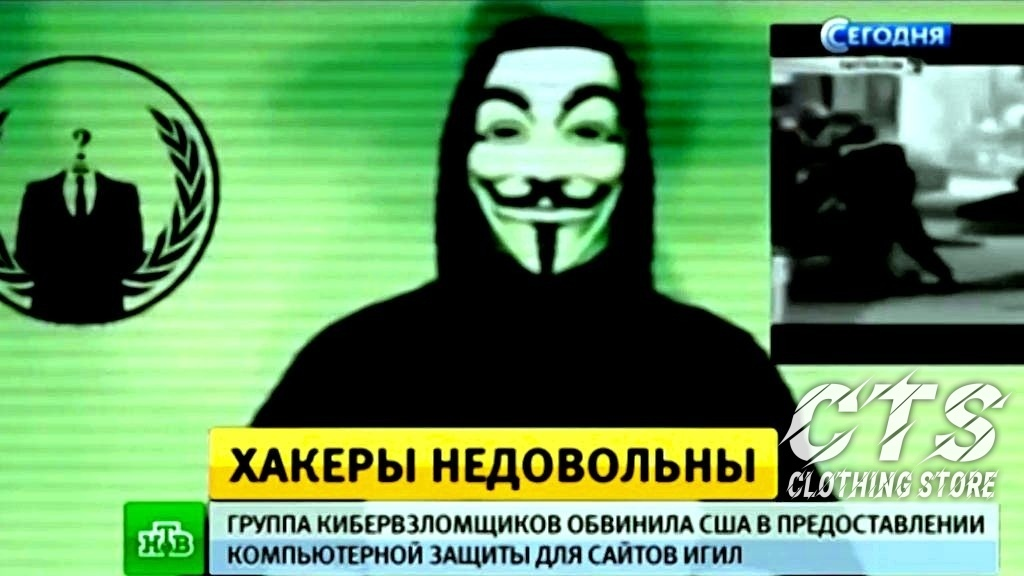 СЕГОДНЯ
?
ХАКЕРЫ НЕДОВОЛЬНЫ
CTS
CLOTHING STORE
НТВ
ГРУППА КИБЕРВЗЛОМЩИКОВ ОБВИНИЛА США В ПРЕДОСТАВЛЕНИИ
КОМПЬЮТЕРНОЙ ЗАЩИТЫ ДЛЯ САЙТОВ ИГИЛ